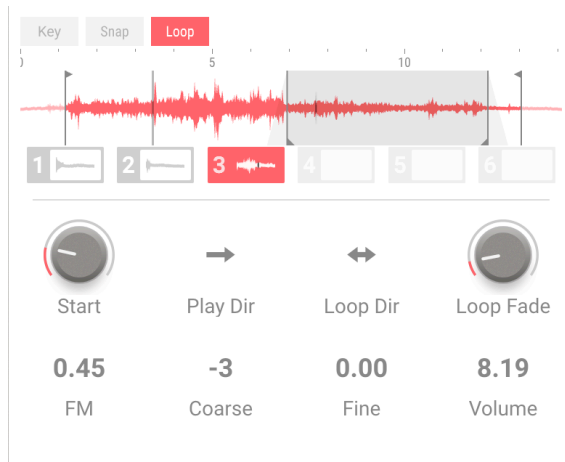 Key Snap Loop
0 5 10
1 2 3 4 5 6
Start Play Dir Loop Dir Loop Fade
0.45 -3 0.00 8.19
FM Coarse Fine Volume